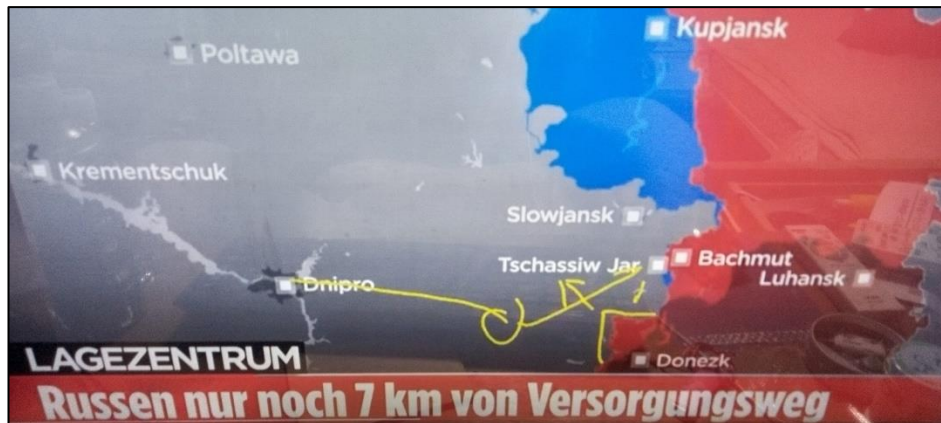 Kupjansk
Poltawa
Krementschuk
Slowjansk
Tschassiw Jar
Bachmut
Luhansk
Dnipro
Donezk
LAGEZENTRUM
Russen nur noch 7 km von Versorgungsweg